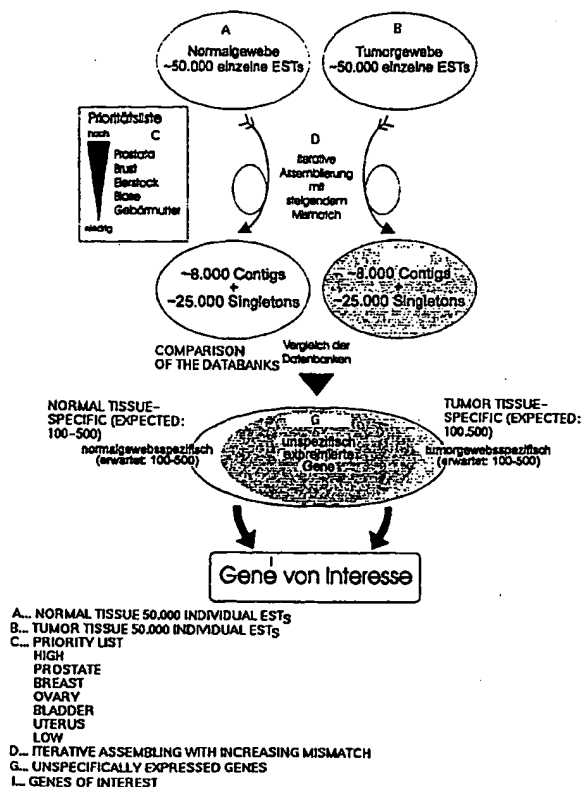 A
Normalgewebe
~50.000 einzelne ESTs
B
Tumorgewebe
~50.000 einzelne ESTs
Prioritätsliste
hoch
C
Prostata
Brust
Eierstock
Blase
Gebärmutter
niedrig
D
Iterative
Assemblierung
mit
steigendem
Mismatch
~8.000 Contigs
+
~25.000 Singletons
~8.000 Contigs
+
~25.000 Singletons
COMPARISON
OF THE DATABANKS
Vergleich der
Datenbanken
NORMAL TISSUE-
SPECIFIC (EXPECTED:
100-500)
normalgewebsspezifisch
(erwartet: 100-500)
G
unspezifisch
exprimierte
Gene
TUMOR TISSUE-
SPECIFIC (EXPECTED:
100.500)
tumorgewebsspezifisch
(erwartet: 100-500)
I
Gene von Interesse
A... NORMAL TISSUE 50.000 INDIVIDUAL ESTS
B... TUMOR TISSUE 50.000 INDIVIDUAL ESTS
C... PRIORITY LIST
HIGH
PROSTATE
BREAST
OVARY
BLADDER
UTERUS
LOW
D... ITERATIVE ASSEMBLING WITH INCREASING MISMATCH
G... UNSPECIFICALLY EXPRESSED GENES
I... GENES OF INTEREST